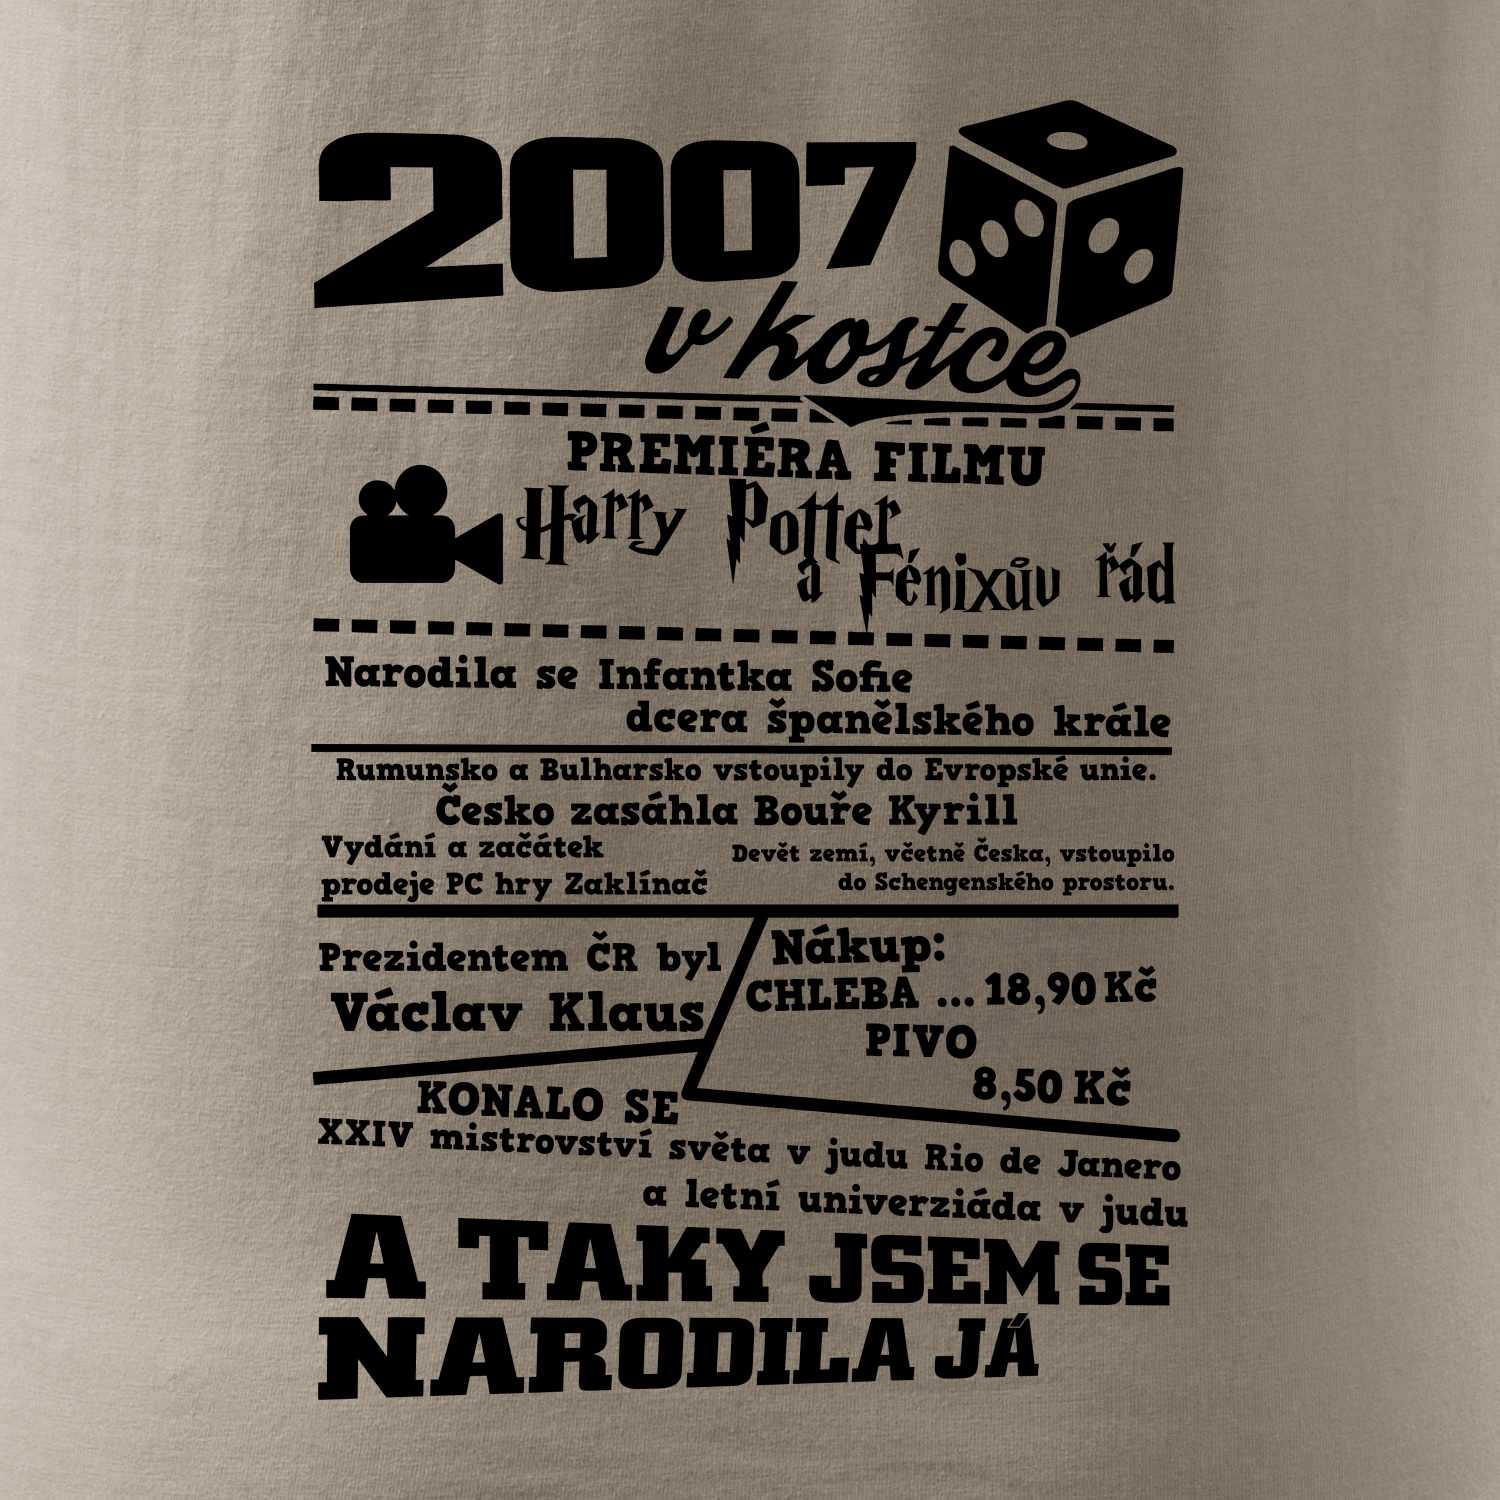 2007
v kostce
PREMIÉRA FILMU
Harry Potter
a Fénixův řád
Narodila se Infantka Sofie
dcera španělského krále
Rumunsko a Bulharsko vstoupily do Evropské unie.
Česko zasáhla Bouře Kyrill
Vydání a začátek
prodeje PC hry Zaklínač
Devět zemí, včetně Česka, vstoupilo
do Schengenského prostoru.
Prezidentem ČR byl
Václav Klaus
Nákup:
CHLEBA ... 18,90 Kč
PIVO
8,50 Kč
KONALO SE
XXIV mistrovství světa v judu Rio de Janero
a letní univerziáda v judu
A TAKY JSEM SE
NARODILA JÁ